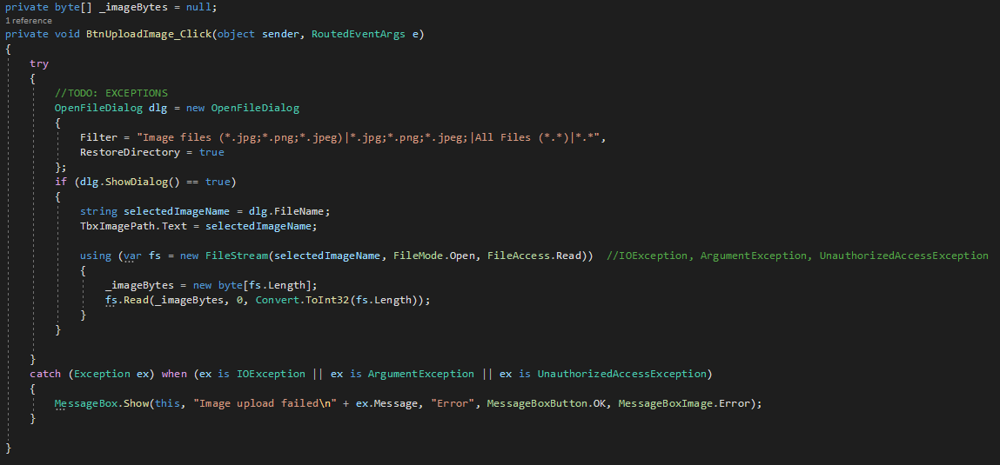 private byte[] _imageBytes = null;
1 reference
private void BtnUploadImage_Click(object sender, RoutedEventArgs e)
{
try
{
//TODO: EXCEPTIONS
OpenFileDialog dlg = new OpenFileDialog
{
Filter = "Image files (*.jpg;*.png;*.jpeg)|*.jpg;*.png;*.jpeg;|All Files (*.*)|*.*",
RestoreDirectory = true
};
if (dlg.ShowDialog() == true)
{
string selectedImageName = dlg.FileName;
TbxImagePath.Text = selectedImageName;
using (var fs = new FileStream(selectedImageName, FileMode.Open, FileAccess.Read)) //IOException, ArgumentException, UnauthorizedAccessException
{
_imageBytes = new byte[fs.Length];
fs.Read(_imageBytes, 0, Convert.ToInt32(fs.Length));
}
}
}
catch (Exception ex) when (ex is IOException || ex is ArgumentException || ex is UnauthorizedAccessException)
{
MessageBox.Show(this, "Image upload failed\n" + ex.Message, "Error", MessageBoxButton.OK, MessageBoxImage.Error);
}
}